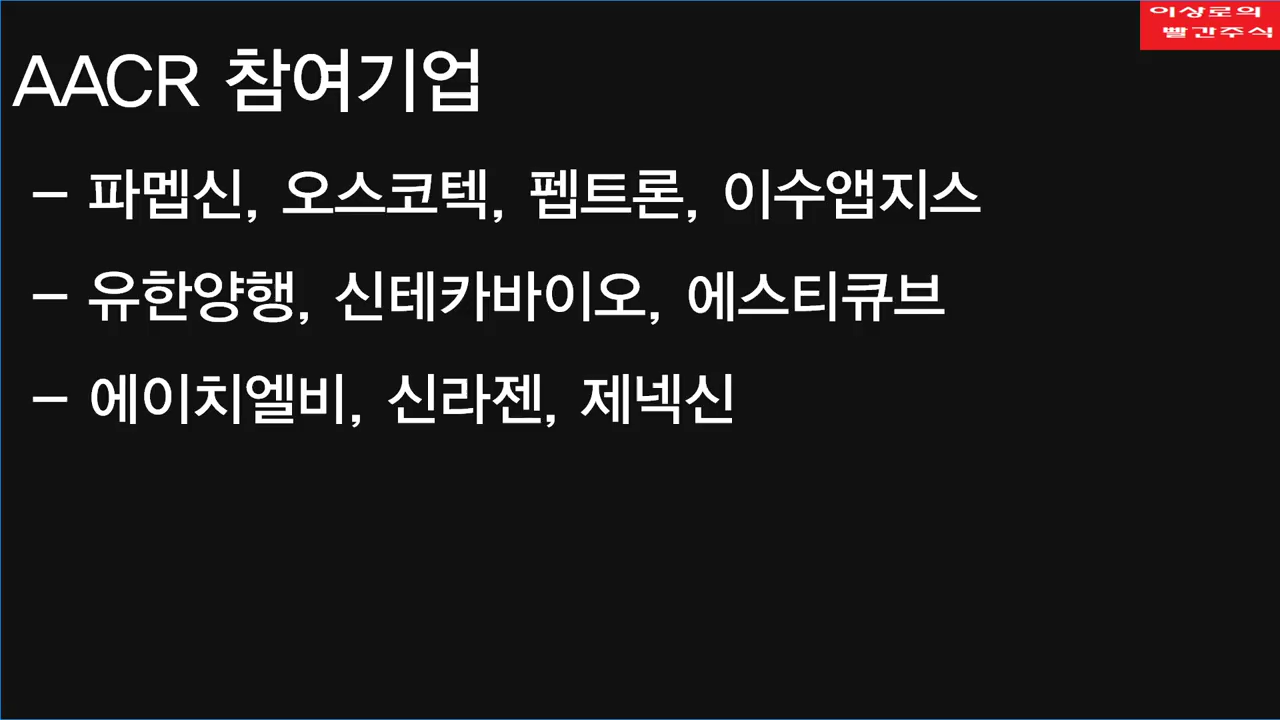 이상로의
빨간주식
AACR 참여기업
– 파멥신, 오스코텍, 펩트론, 이수앱지스
– 유한양행, 신테카바이오, 에스티큐브
– 에이치엘비, 신라젠, 제넥신